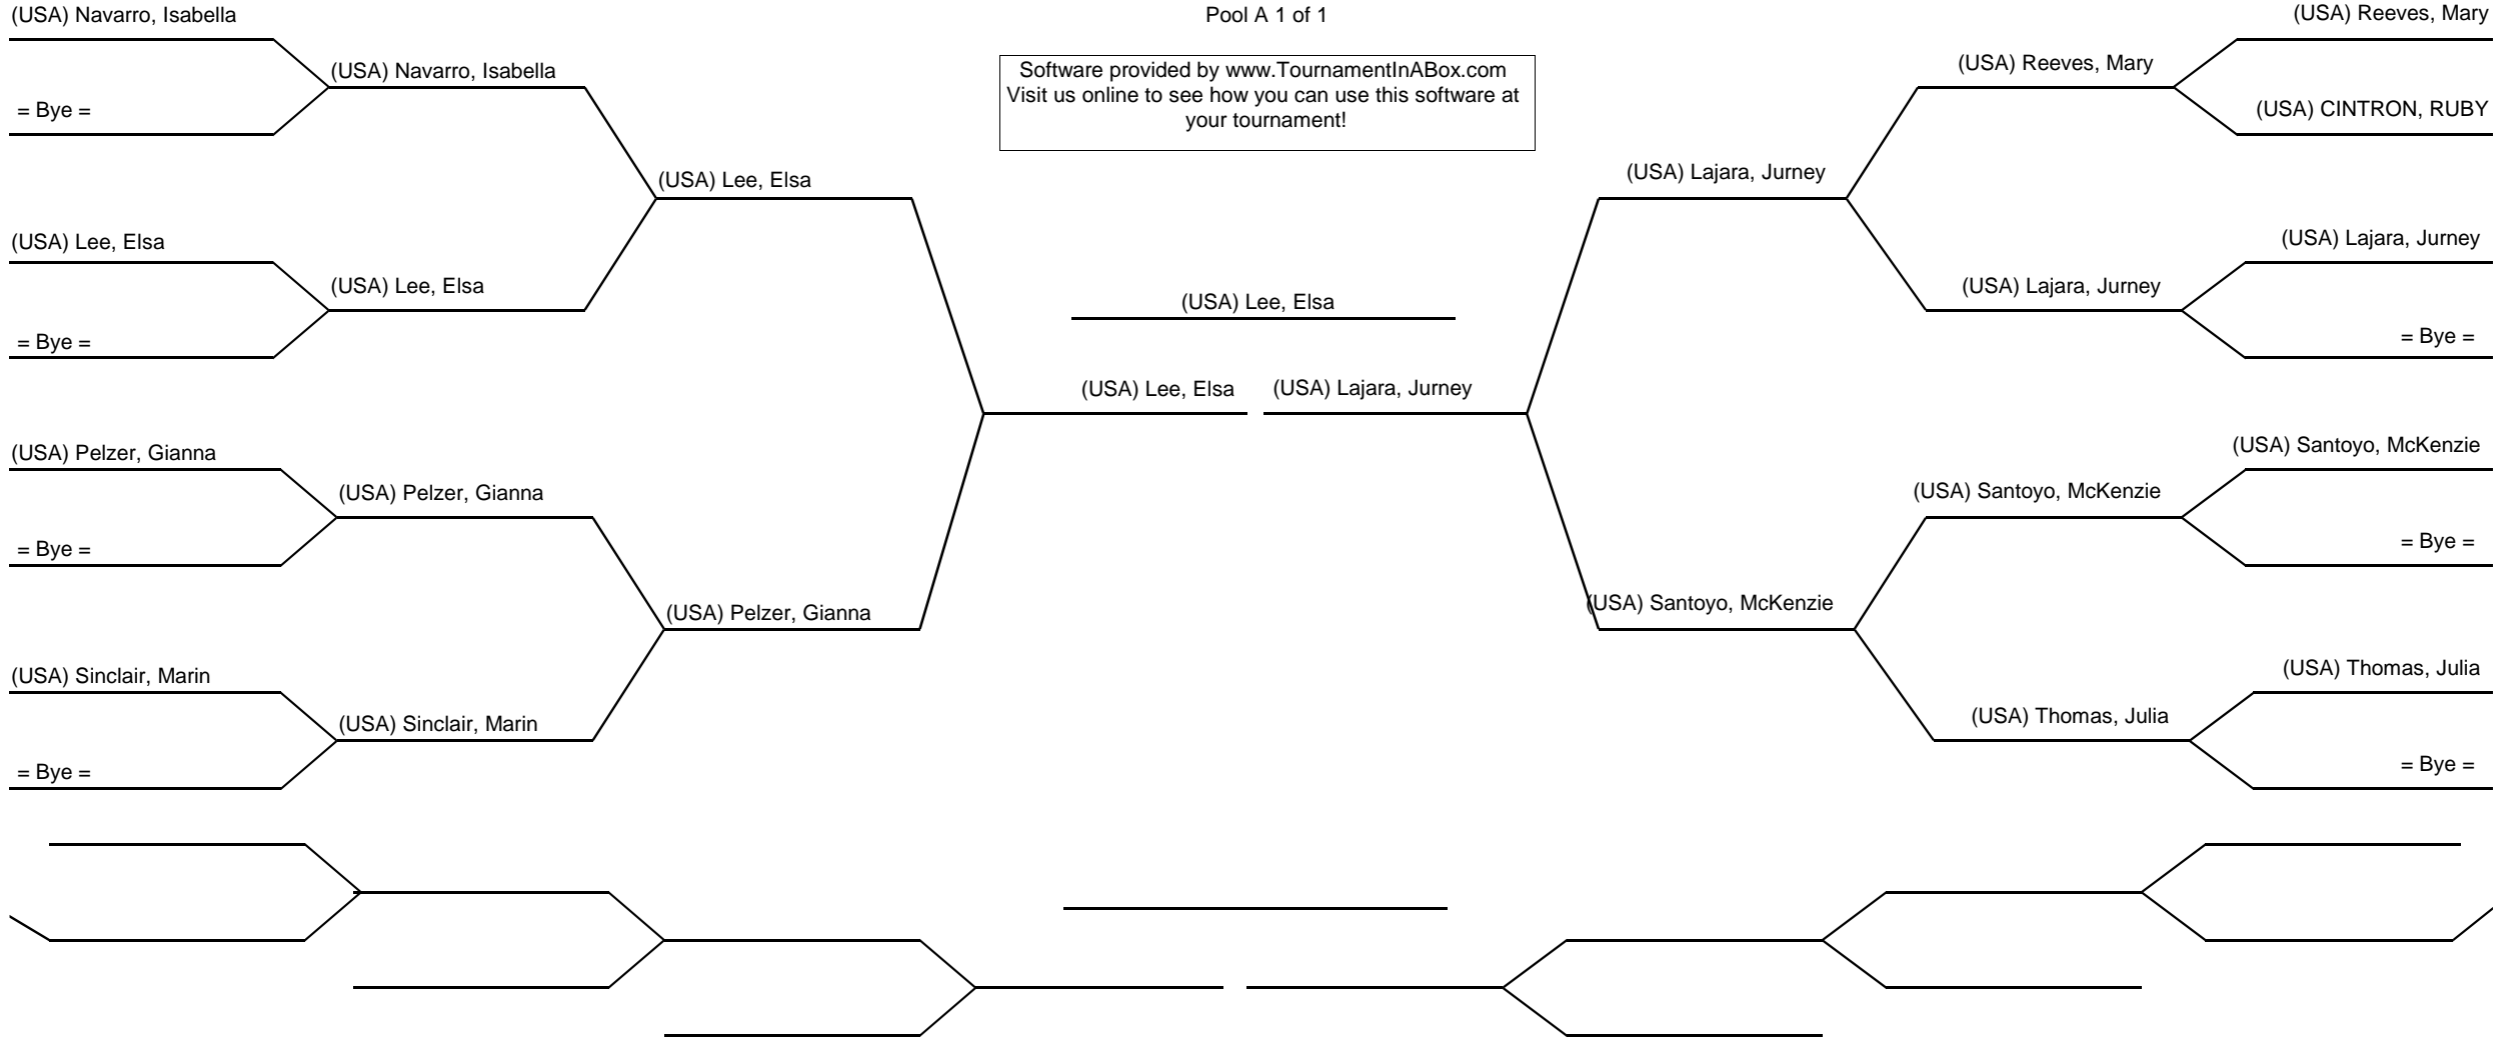 (USA) Navarro, Isabella
Pool A 1 of 1
(USA) Reeves, Mary
(USA) Navarro, Isabella
Software provided by www.TournamentInABox.com
Visit us online to see how you can use this software at
your tournament!
(USA) Reeves, Mary
= Bye =
(USA) CINTRON, RUBY
(USA) Lee, Elsa
(USA) Lajara, Jurney
(USA) Lee, Elsa
(USA) Lajara, Jurney
(USA) Lee, Elsa
(USA) Lee, Elsa
(USA) Lajara, Jurney
= Bye =
= Bye =
(USA) Lee, Elsa
(USA) Lajara, Jurney
(USA) Pelzer, Gianna
(USA) Santoyo, McKenzie
(USA) Pelzer, Gianna
(USA) Santoyo, McKenzie
= Bye =
= Bye =
(USA) Pelzer, Gianna
(USA) Santoyo, McKenzie
(USA) Sinclair, Marin
(USA) Thomas, Julia
(USA) Sinclair, Marin
(USA) Thomas, Julia
= Bye =
= Bye =